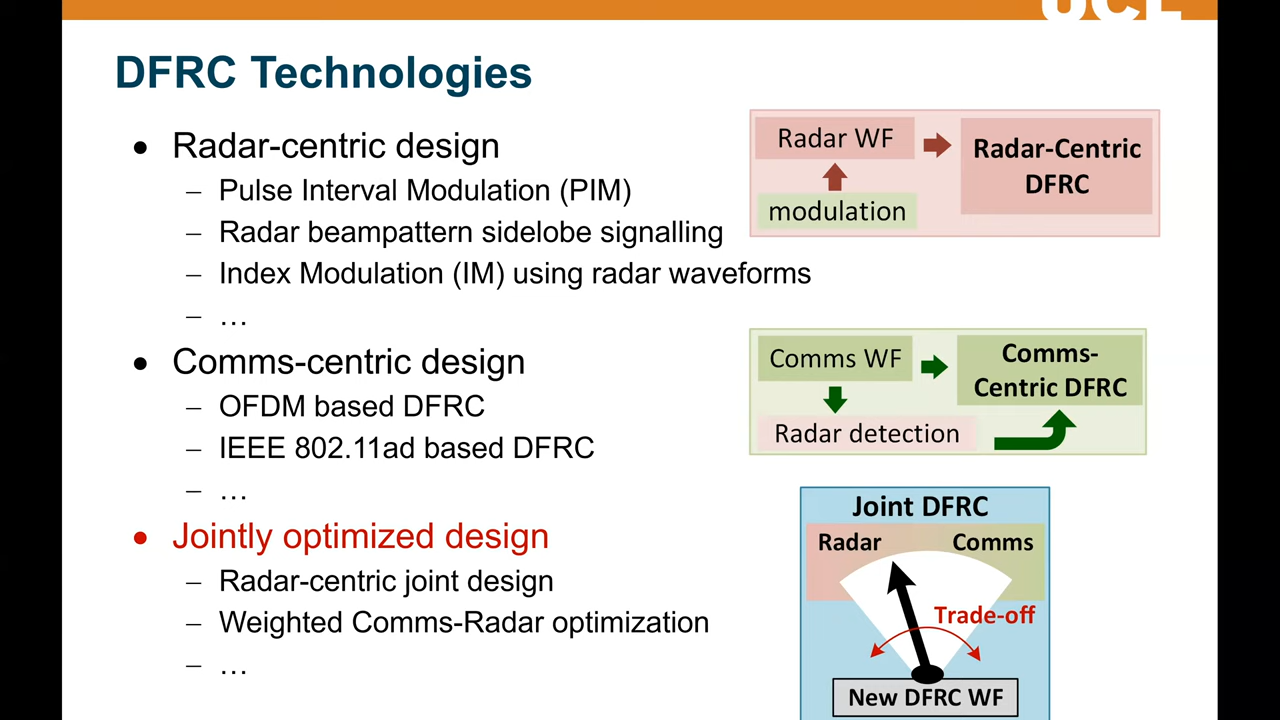 UCL
DFRC Technologies
• Radar-centric design
– Pulse Interval Modulation (PIM)
– Radar beampattern sidelobe signalling
– Index Modulation (IM) using radar waveforms
– …
• Comms-centric design
– OFDM based DFRC
– IEEE 802.11ad based DFRC
– …
• Jointly optimized design
– Radar-centric joint design
– Weighted Comms-Radar optimization
– …
Radar WF
modulation
Radar-Centric
DFRC
Comms WF
Radar detection
Comms-
Centric DFRC
Joint DFRC
Radar
Comms
Trade-off
New DFRC WF